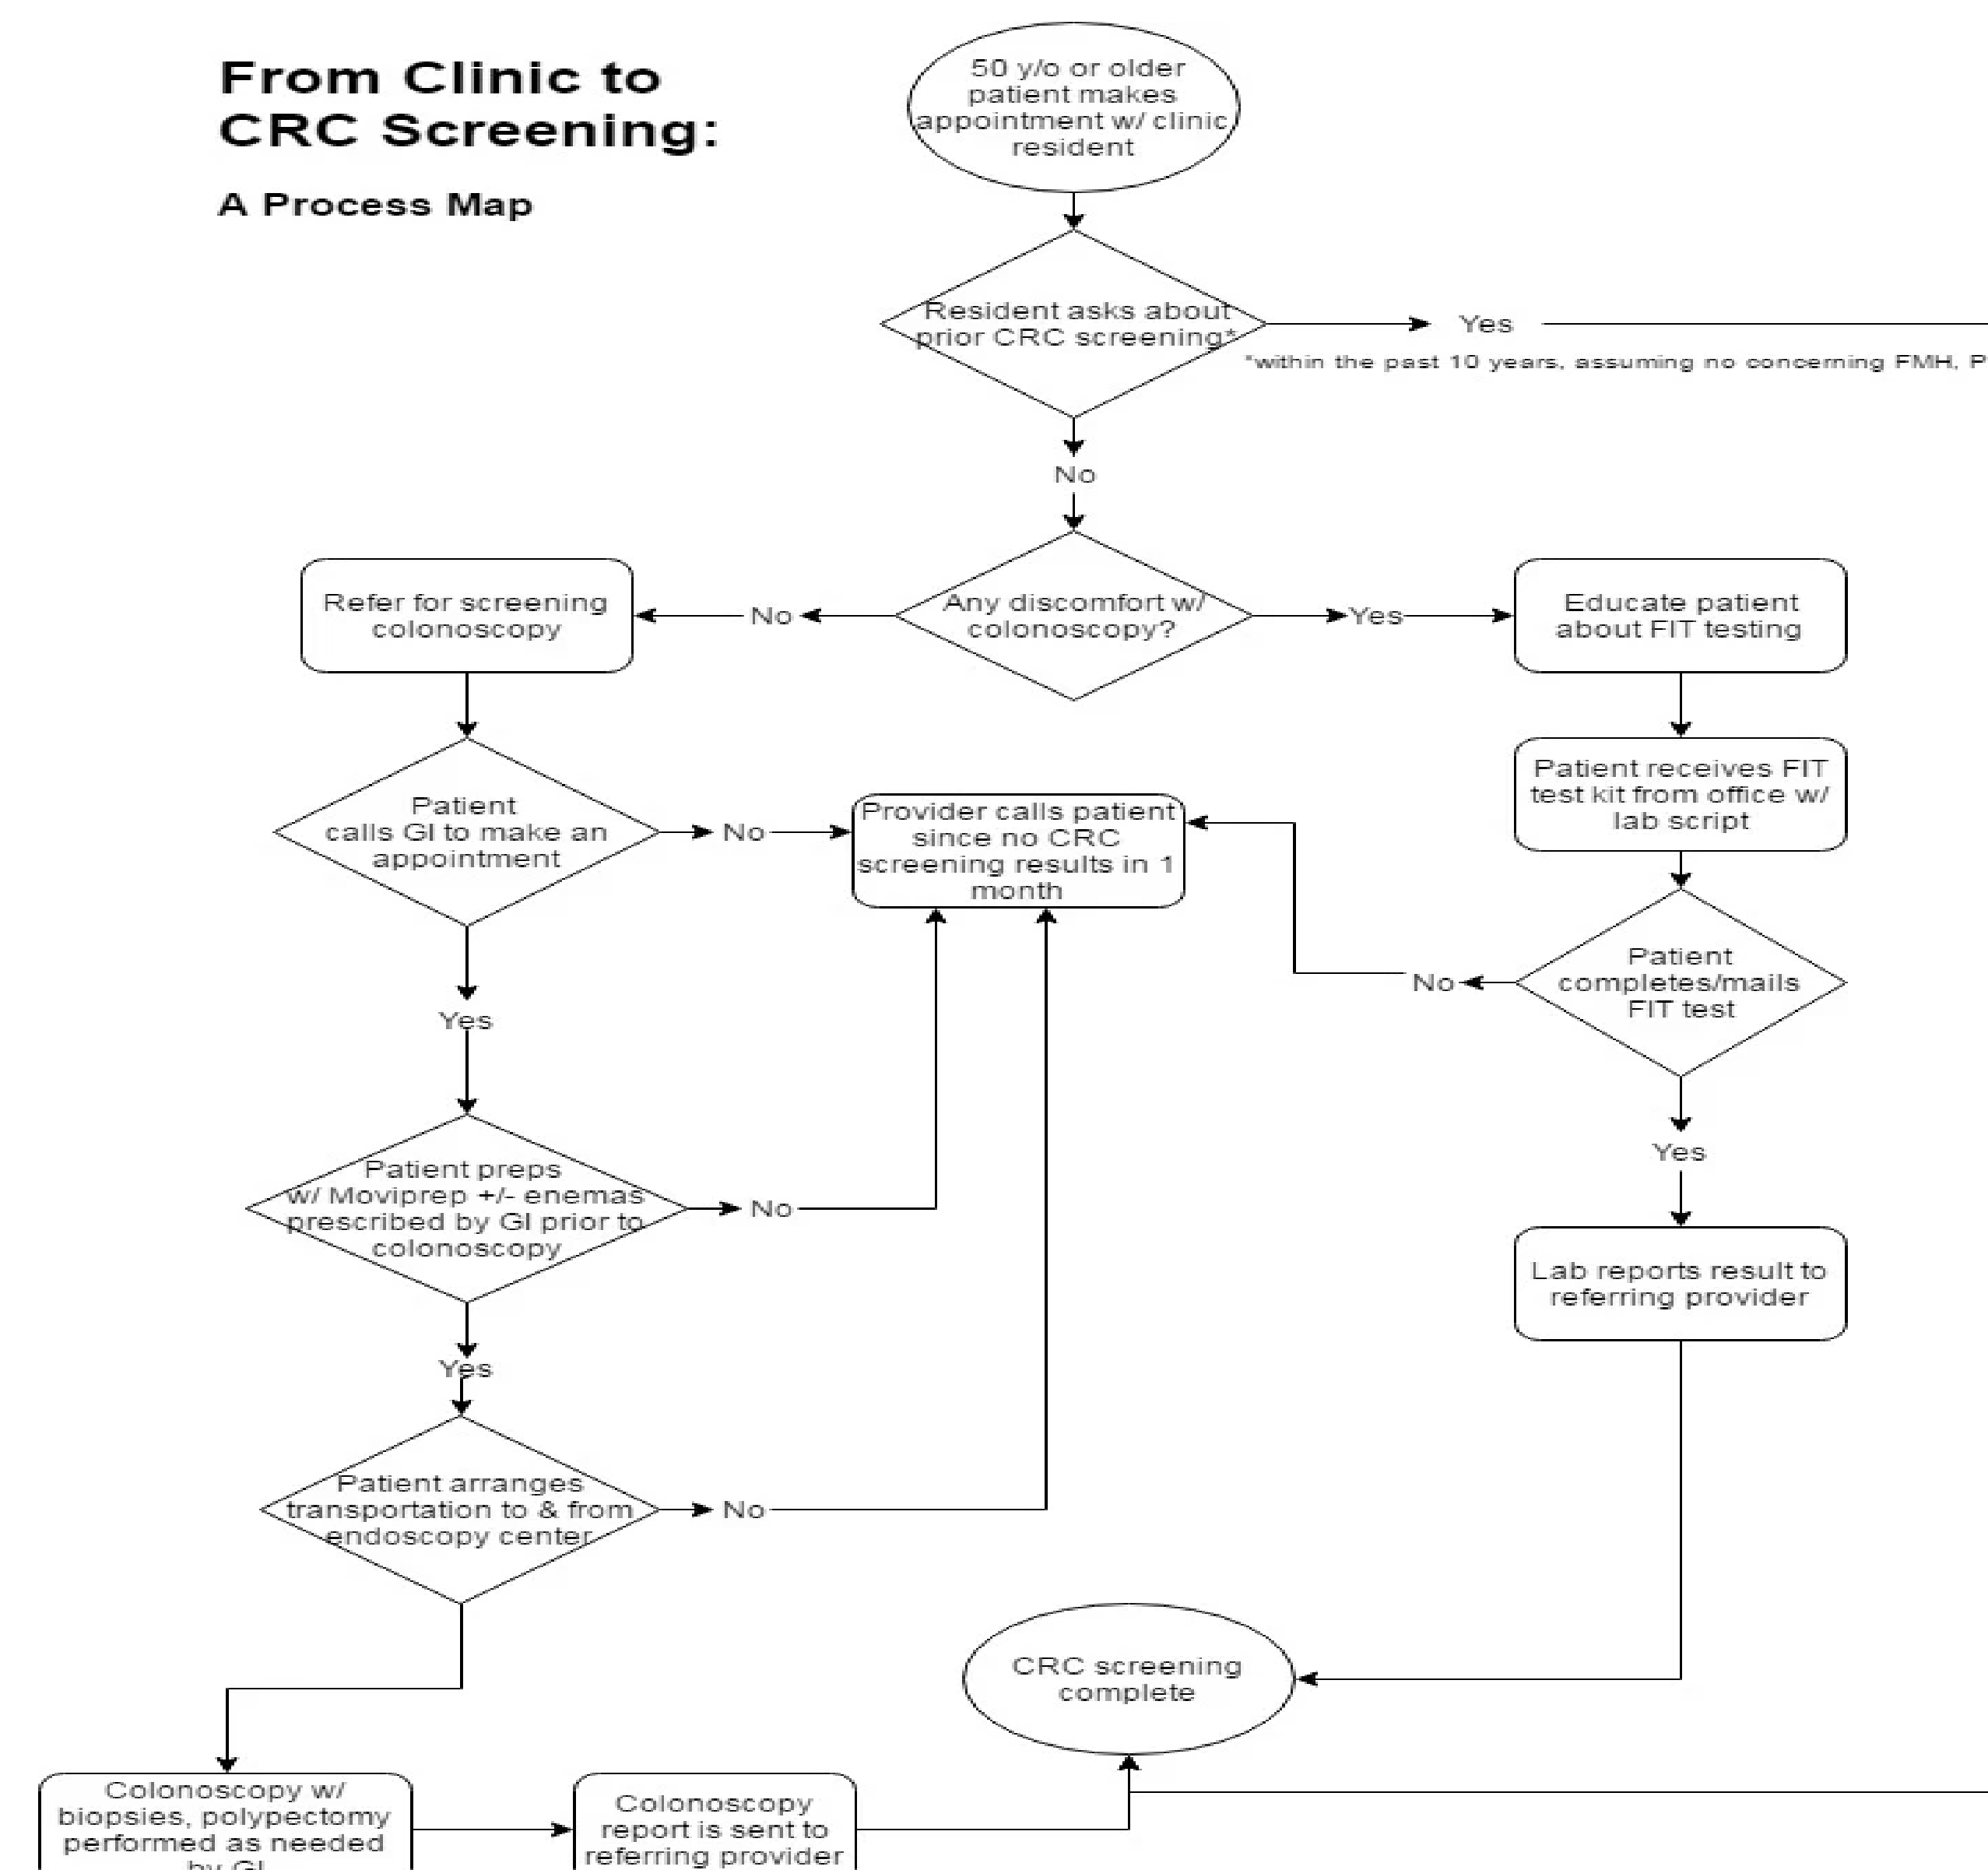 From Clinic to
CRC Screening:
A Process Map
50 y/o or older
patient makes
appointment w/ clinic
resident
Resident asks about
prior CRC screening*
Yes
*within the past 10 years, assuming no concerning FMH, P
No
Any discomfort w/
colonoscopy?
No
Yes
Refer for screening
colonoscopy
Educate patient
about FIT testing
Patient
calls GI to make an
appointment
No
Provider calls patient
since no CRC
screening results in 1
month
Patient receives FIT
test kit from office w/
lab script
Patient
completes/mails
FIT test
No
Yes
Yes
Patient preps
w/ Moviprep +/- enemas
prescribed by GI prior to
colonoscopy
No
Lab reports result to
referring provider
Yes
Patient arranges
transportation to & from
endoscopy center
No
CRC screening
complete
Colonoscopy w/
biopsies, polypectomy
performed as needed
by GI
Colonoscopy
report is sent to
referring provider